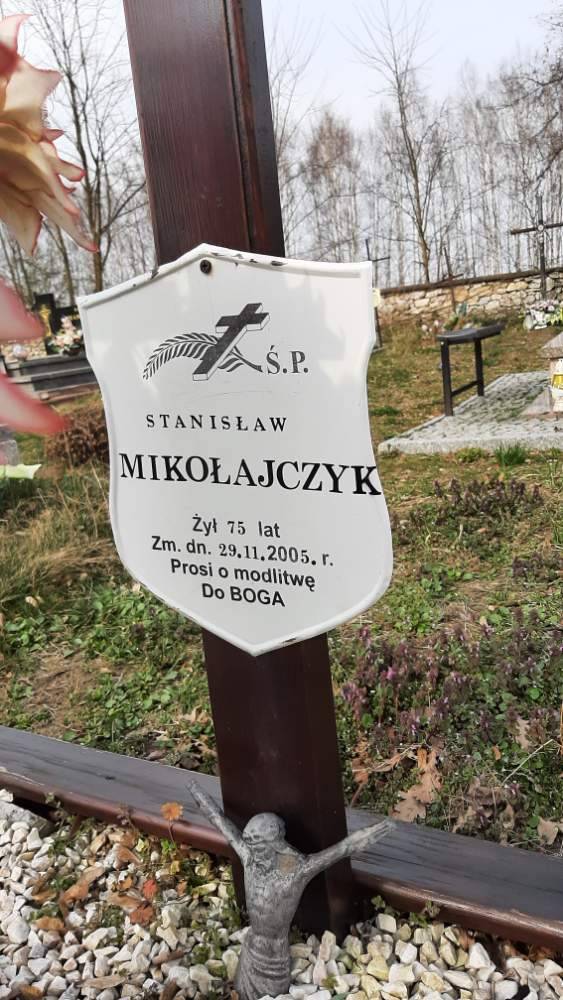 Ś.P.
STANISŁAW
MIKOŁAJCZYK
Żył 75 lat
Zm. dn. 29.11.2005. r.
Prosi o modlitwę
Do BOGA